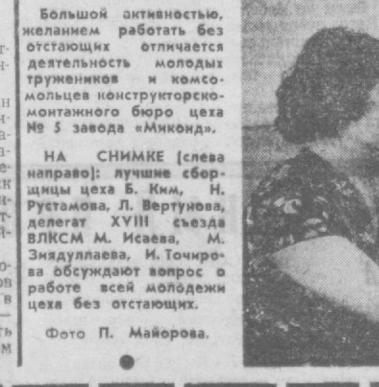 Большой активностью,
желанием работать без
отстающих отличается
деятельность молодых
тружеников и комсо-
мольцев конструкторско-
монтажного бюро цеха
№ 5 завода «Миконд».
НА СНИМКЕ (слева
направо): лучшие сбор-
щицы цеха Б. Ким, Н.
Рустамова, Л. Вертунова,
делегат XVIII съезда
ВЛКСМ М. Исаева, М.
Зиядуллаева, И. Точиро-
ва обсуждают вопрос о
работе всей молодежи
цеха без отстающих.
Фото П. Майорова.